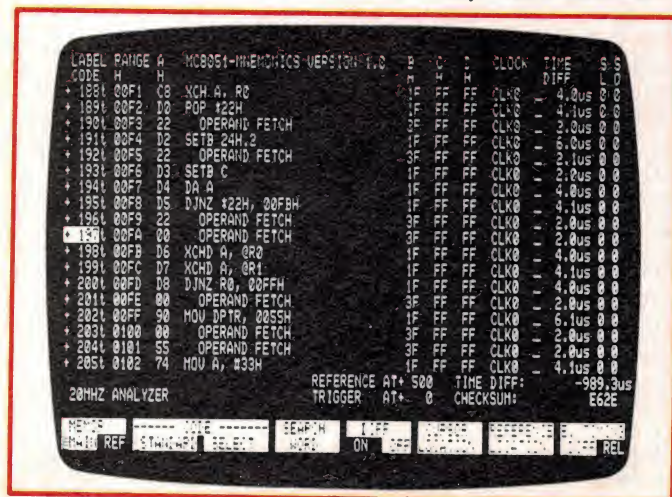 LABEL RANGE A MC8051-MNEMONICS VERSION 1.0 B C D CLOCK TIME S S
CODE H H H H H DIFF L D
+ 188t 00F1 C8 XCH A, R0 1F FF FF CLK0 _ 4.0us 0 0
+ 189t 00F2 D0 POP $22H 1F FF FF CLK0 _ 4.1us 0 0
+ 190t 00F3 22 OPERAND FETCH 3F FF FF CLK0 _ 2.0us 0 0
+ 191t 00F4 D2 SETB 24H.2 1F FF FF CLK0 _ 6.0us 0 0
+ 192t 00F5 22 OPERAND FETCH 3F FF FF CLK0 _ 2.1us 0 0
+ 193t 00F6 D3 SETB C 1F FF FF CLK0 _ 2.0us 0 0
+ 194t 00F7 D4 DA A 1F FF FF CLK0 _ 4.0us 0 0
+ 195t 00F8 D5 DJNZ $22H, 00FBH 1F FF FF CLK0 _ 4.1us 0 0
+ 196t 00F9 22 OPERAND FETCH 3F FF FF CLK0 _ 2.0us 0 0
+ 197t 00FA 00 OPERAND FETCH 3F FF FF CLK0 _ 2.0us 0 0
+ 198t 00FB D6 XCHD A, @R0 1F FF FF CLK0 _ 4.0us 0 0
+ 199t 00FC D7 XCHD A, @R1 1F FF FF CLK0 _ 4.1us 0 0
+ 200t 00FD D8 DJNZ R0, 00FFH 1F FF FF CLK0 _ 4.0us 0 0
+ 201t 00FE 00 OPERAND FETCH 3F FF FF CLK0 _ 2.0us 0 0
+ 202t 00FF 90 MOV DPTR, 0055H 1F FF FF CLK0 _ 6.1us 0 0
+ 203t 0100 00 OPERAND FETCH 3F FF FF CLK0 _ 2.0us 0 0
+ 204t 0101 55 OPERAND FETCH 3F FF FF CLK0 _ 2.0us 0 0
+ 205t 0102 74 MOV A, #33H 1F FF FF CLK0 _ 4.1us 0 0
REFERENCE AT+ 500 TIME DIFF: -989.3us
20MHZ ANALYZER TRIGGER AT+ 0 CHECKSUM: E62E
SEARCH
MAIN REF STANDARD SELECT WORD ON OFF REL